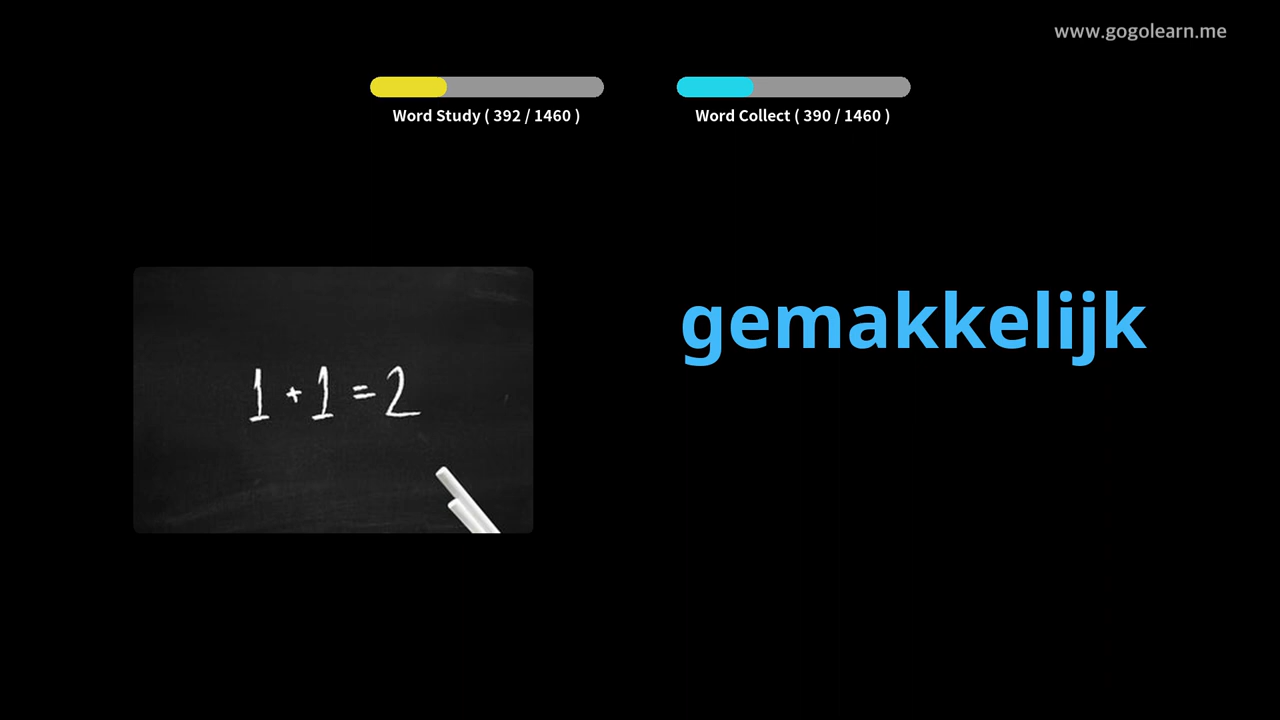 www.gogolearn.me
Word Study ( 392 / 1460 )
Word Collect ( 390 / 1460 )
gemakkelijk
1 + 1 = 2